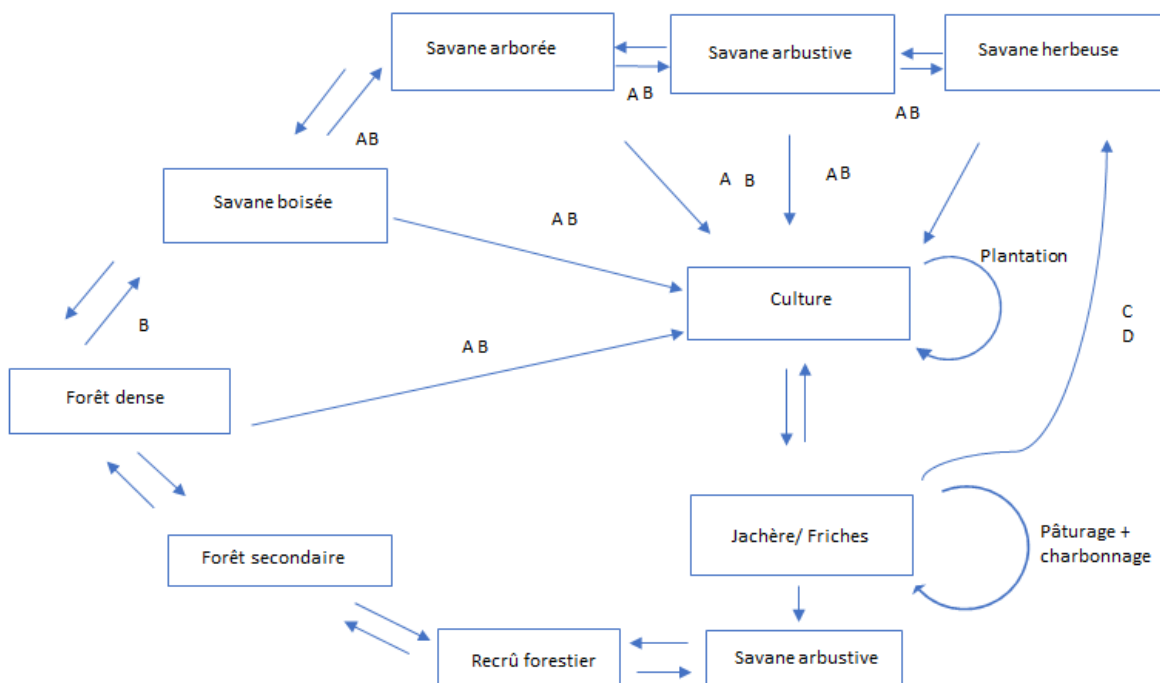 Savane arborée
Savane arbustive
Savane herbeuse
A B
A B
AB
Savane boisée
A B
A B
A B
Culture
Plantation
B
A B
C
D
Forêt dense
Jachère/ Friches
Pâturage +
charbonnage
Forêt secondaire
Recrû forestier
Savane arbustive